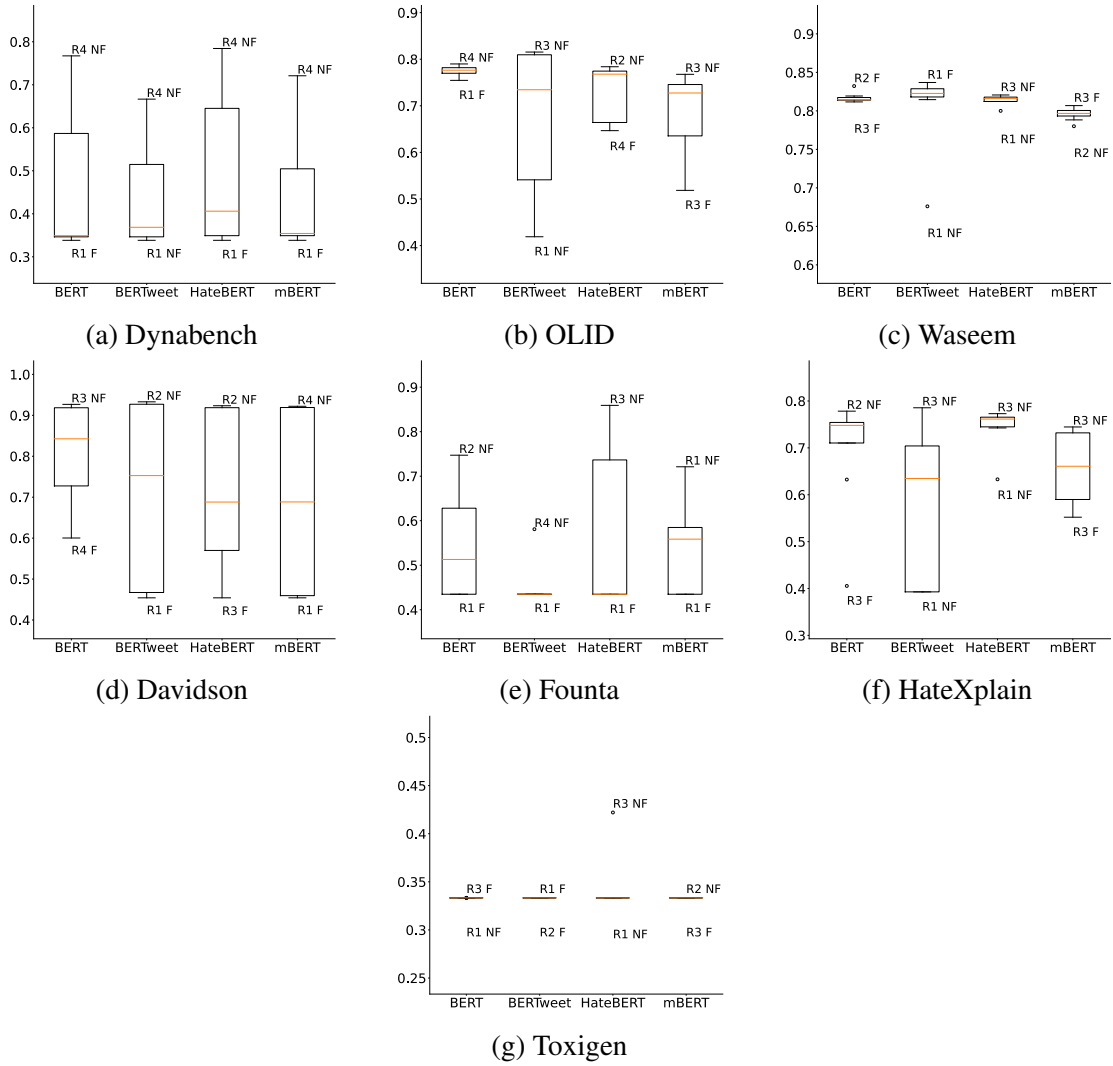 0.8
0.7
0.6
0.5
0.4
0.3
R4 NF
R4 NF
R4 NF
R4 NF
R1 F
R1 NF
R1 F
R1 F
BERT BERTweet HateBERT mBERT
(a) Dynabench
0.9
0.8
0.7
0.6
0.5
0.4
R4 NF
R3 NF
R2 NF
R3 NF
R1 F
R1 NF
R4 F
R3 F
BERT BERTweet HateBERT mBERT
(b) OLID
0.9
0.85
0.8
0.75
0.7
0.65
0.6
R2 F
R1 F
R3 NF
R3 F
R3 F
R1 NF
R1 NF
R2 NF
BERT BERTweet HateBERT mBERT
(c) Waseem
1.0
0.9
0.8
0.7
0.6
0.5
0.4
R3 NF
R2 NF
R2 NF
R4 NF
R4 F
R1 F
R3 F
R1 F
BERT BERTweet HateBERT mBERT
(d) Davidson
0.9
0.8
0.7
0.6
0.5
0.4
R2 NF
R4 NF
R3 NF
R1 NF
R1 F
R1 F
R1 F
R1 F
BERT BERTweet HateBERT mBERT
(e) Founta
0.8
0.7
0.6
0.5
0.4
0.3
R2 NF
R3 NF
R3 NF
R3 NF
R3 F
R1 NF
R1 NF
R3 F
BERT BERTweet HateBERT mBERT
(f) HateXplain
0.5
0.45
0.4
0.35
0.3
0.25
R3 F
R1 F
R3 NF
R2 NF
R1 NF
R2 F
R1 NF
R3 F
BERT BERTweet HateBERT mBERT
(g) Toxigen